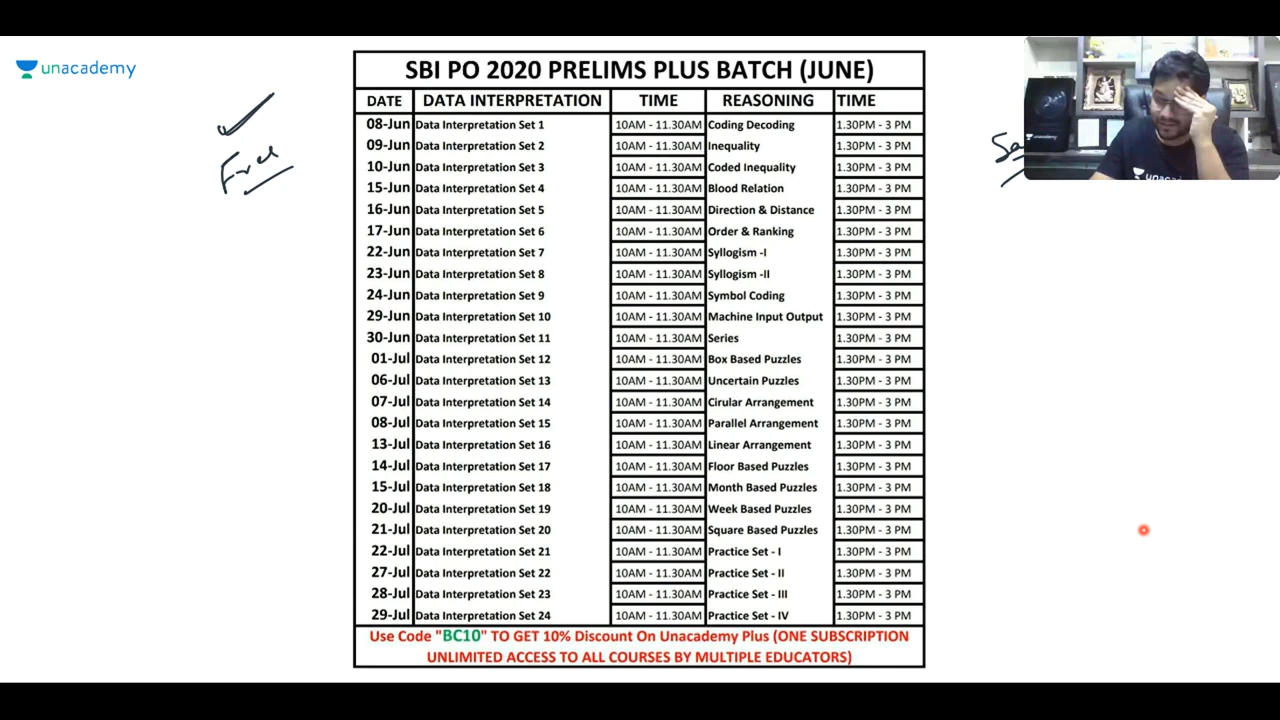 unacademy
SBI PO 2020 PRELIMS PLUS BATCH (JUNE)
DATE DATA INTERPRETATION TIME REASONING TIME
08-Jun Data Interpretation Set 1 10AM - 11.30AM Coding Decoding 1.30PM - 3 PM
09-Jun Data Interpretation Set 2 10AM - 11.30AM Inequality 1.30PM - 3 PM
10-Jun Data Interpretation Set 3 10AM - 11.30AM Coded Inequality 1.30PM - 3 PM
15-Jun Data Interpretation Set 4 10AM - 11.30AM Blood Relation 1.30PM - 3 PM
16-Jun Data Interpretation Set 5 10AM - 11.30AM Direction & Distance 1.30PM - 3 PM
17-Jun Data Interpretation Set 6 10AM - 11.30AM Order & Ranking 1.30PM - 3 PM
22-Jun Data Interpretation Set 7 10AM - 11.30AM Syllogism -I 1.30PM - 3 PM
23-Jun Data Interpretation Set 8 10AM - 11.30AM Syllogism -II 1.30PM - 3 PM
24-Jun Data Interpretation Set 9 10AM - 11.30AM Symbol Coding 1.30PM - 3 PM
29-Jun Data Interpretation Set 10 10AM - 11.30AM Machine Input Output 1.30PM - 3 PM
30-Jun Data Interpretation Set 11 10AM - 11.30AM Series 1.30PM - 3 PM
01-Jul Data Interpretation Set 12 10AM - 11.30AM Box Based Puzzles 1.30PM - 3 PM
06-Jul Data Interpretation Set 13 10AM - 11.30AM Uncertain Puzzles 1.30PM - 3 PM
07-Jul Data Interpretation Set 14 10AM - 11.30AM Cirular Arrangement 1.30PM - 3 PM
08-Jul Data Interpretation Set 15 10AM - 11.30AM Parallel Arrangement 1.30PM - 3 PM
13-Jul Data Interpretation Set 16 10AM - 11.30AM Linear Arrangement 1.30PM - 3 PM
14-Jul Data Interpretation Set 17 10AM - 11.30AM Floor Based Puzzles 1.30PM - 3 PM
15-Jul Data Interpretation Set 18 10AM - 11.30AM Month Based Puzzles 1.30PM - 3 PM
20-Jul Data Interpretation Set 19 10AM - 11.30AM Week Based Puzzles 1.30PM - 3 PM
21-Jul Data Interpretation Set 20 10AM - 11.30AM Square Based Puzzles 1.30PM - 3 PM
22-Jul Data Interpretation Set 21 10AM - 11.30AM Practice Set - I 1.30PM - 3 PM
27-Jul Data Interpretation Set 22 10AM - 11.30AM Practice Set - II 1.30PM - 3 PM
28-Jul Data Interpretation Set 23 10AM - 11.30AM Practice Set - III 1.30PM - 3 PM
29-Jul Data Interpretation Set 24 10AM - 11.30AM Practice Set - IV 1.30PM - 3 PM
Use Code "BC10" TO GET 10% Discount On Unacademy Plus (ONE SUBSCRIPTION
UNLIMITED ACCESS TO ALL COURSES BY MULTIPLE EDUCATORS)
Free
unacademy